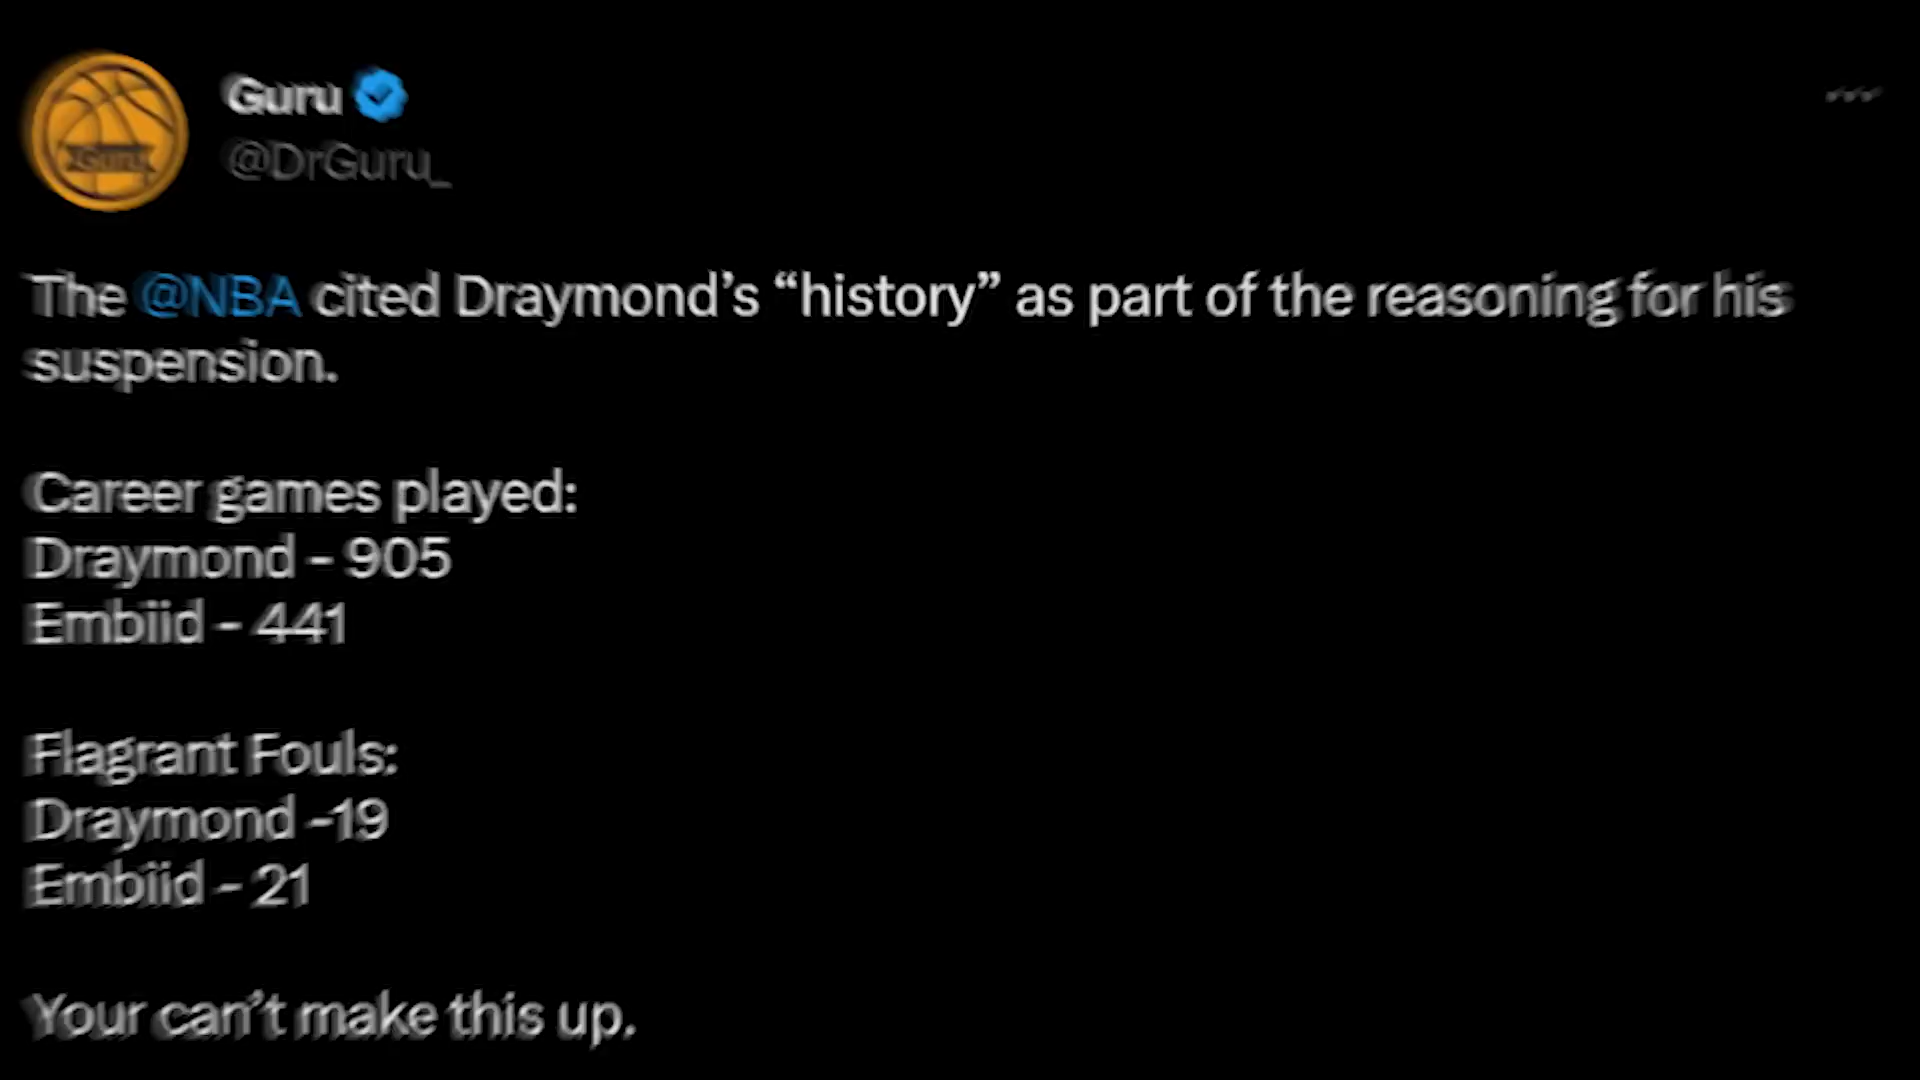 Guru
@DrGuru_
The @NBA cited Draymond’s “history” as part of the reasoning for his
suspension.
Career games played:
Draymond - 905
Embiid - 441
Flagrant Fouls:
Draymond -19
Embiid - 21
Your can’t make this up.